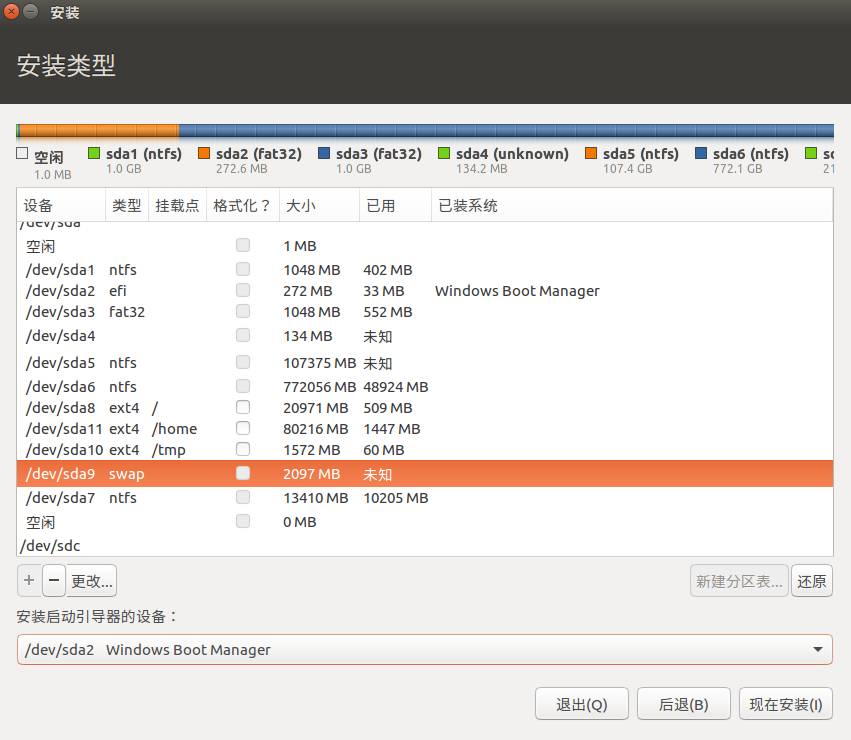 安装
安装类型
空闲 sda1 (ntfs) sda2 (fat32) sda3 (fat32) sda4 (unknown) sda5 (ntfs) sda6 (ntfs)
1.0 MB 1.0 GB 272.6 MB 1.0 GB 134.2 MB 107.4 GB 772.1 GB
设备 类型 挂载点 格式化？ 大小 已用 已装系统
/dev/sda
空闲 1 MB
/dev/sda1 ntfs 1048 MB 402 MB
/dev/sda2 efi 272 MB 33 MB Windows Boot Manager
/dev/sda3 fat32 1048 MB 552 MB
/dev/sda4 134 MB 未知
/dev/sda5 ntfs 107375 MB 未知
/dev/sda6 ntfs 772056 MB 48924 MB
/dev/sda8 ext4 / 20971 MB 509 MB
/dev/sda11 ext4 /home 80216 MB 1447 MB
/dev/sda10 ext4 /tmp 1572 MB 60 MB
/dev/sda9 swap 2097 MB 未知
/dev/sda7 ntfs 13410 MB 10205 MB
空闲 0 MB
/dev/sdc
+ − 更改... 新建分区表... 还原
安装启动引导器的设备：
/dev/sda2 Windows Boot Manager
退出(Q) 后退(B) 现在安装(I)